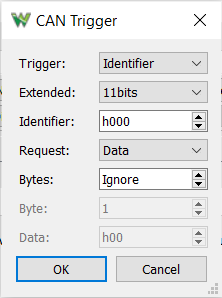 CAN Trigger
Trigger: Identifier
Extended: 11bits
Identifier: h000
Request: Data
Bytes: Ignore
Byte: 1
Data: h00
OK Cancel